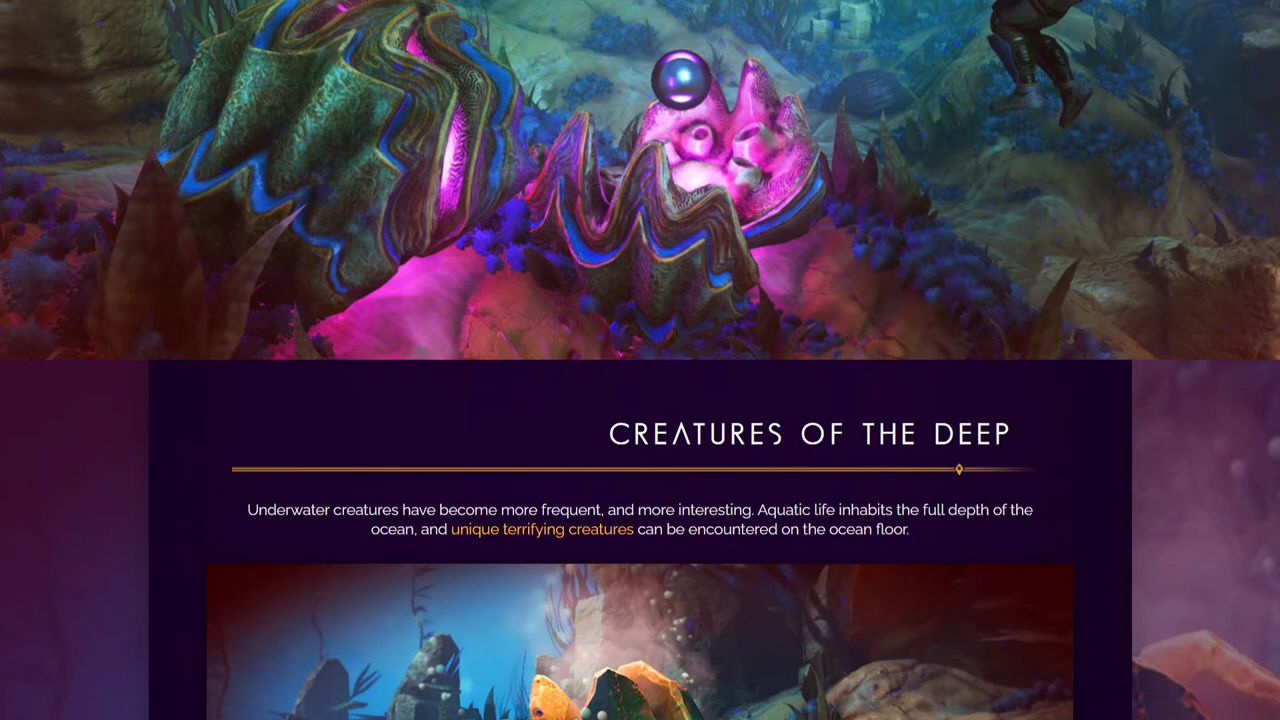 CREATURES OF THE DEEP
Underwater creatures have become more frequent, and more interesting. Aquatic life inhabits the full depth of the
ocean, and unique terrifying creatures can be encountered on the ocean floor.